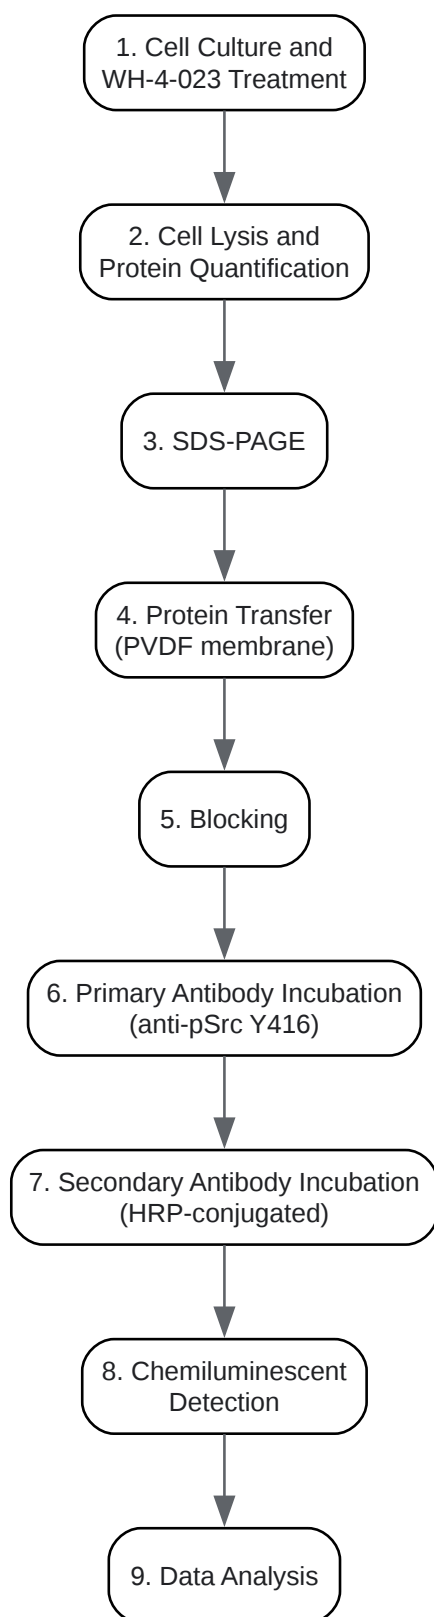 1. Cell Culture and
WH-4-023 Treatment
2. Cell Lysis and
Protein Quantification
3. SDS-PAGE
4. Protein Transfer
(PVDF membrane)
5. Blocking
6. Primary Antibody Incubation
(anti-pSrc Y416)
7. Secondary Antibody Incubation
(HRP-conjugated)
8. Chemiluminescent
Detection
9. Data Analysis